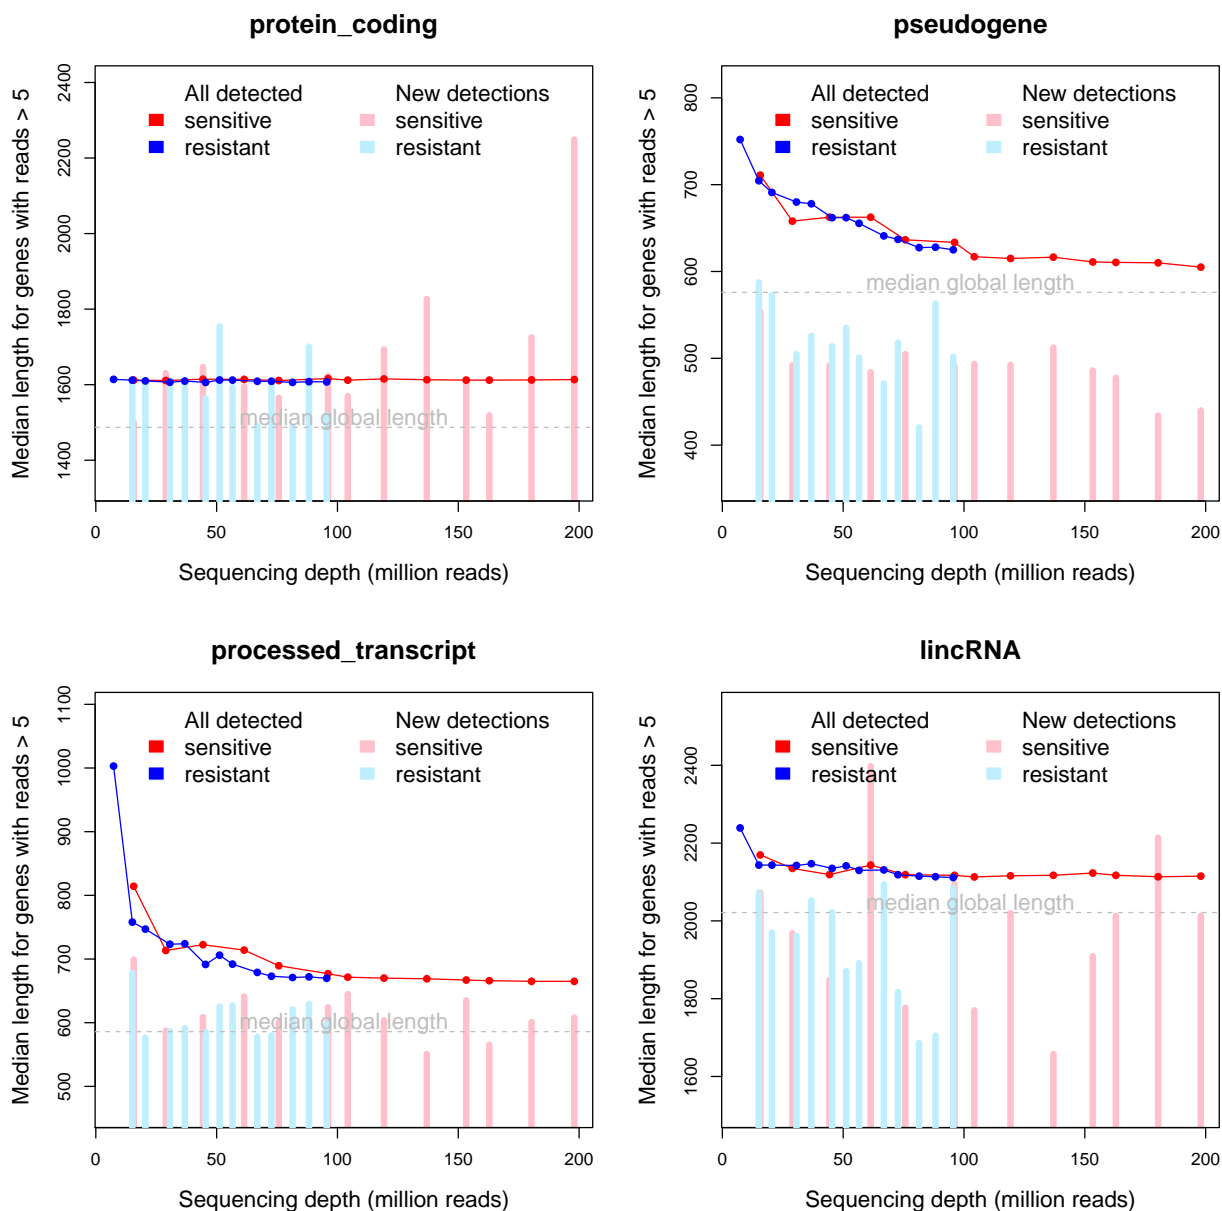 protein_coding
Median length for genes with reads > 5
2400
2200
2000
1800
1600
1400
All detected New detections
sensitive sensitive
resistant resistant
median global length
0 50 100 150 200
Sequencing depth (million reads)
pseudogene
Median length for genes with reads > 5
800
700
600
500
400
All detected New detections
sensitive sensitive
resistant resistant
median global length
0 50 100 150 200
Sequencing depth (million reads)
processed_transcript
Median length for genes with reads > 5
1100
1000
900
800
700
600
500
All detected New detections
sensitive sensitive
resistant resistant
median global length
0 50 100 150 200
Sequencing depth (million reads)
lincRNA
Median length for genes with reads > 5
2400
2200
2000
1800
1600
All detected New detections
sensitive sensitive
resistant resistant
median global length
0 50 100 150 200
Sequencing depth (million reads)